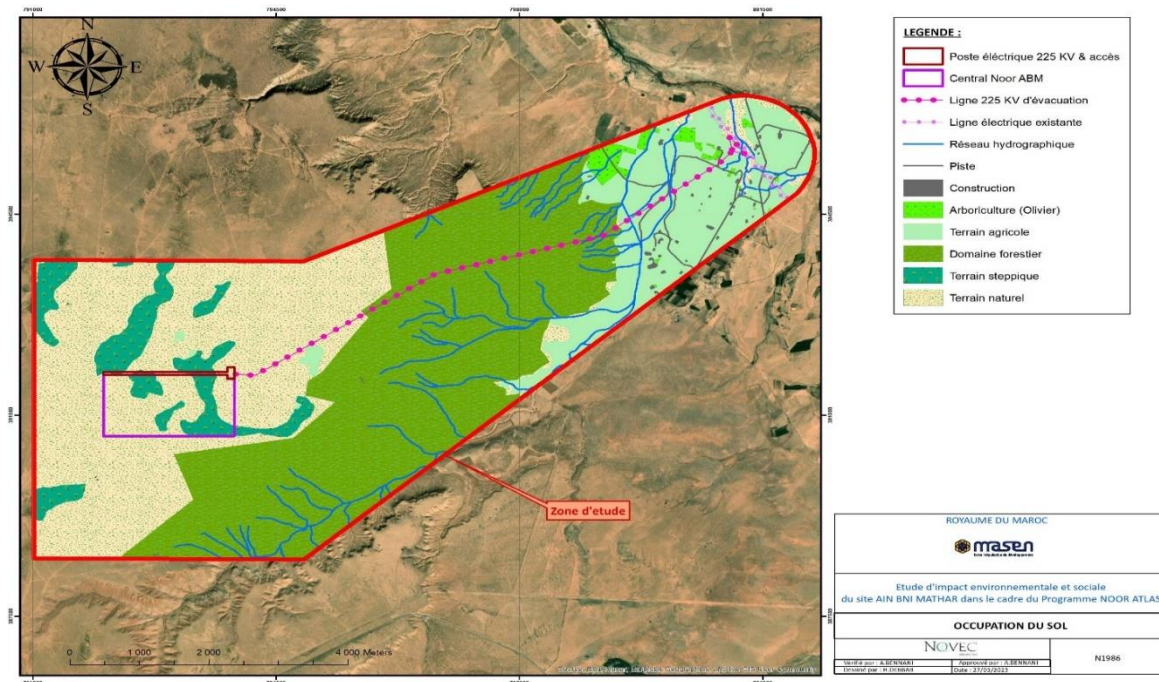 N
W
E
S
Zone d'etude
0
1 000
2 000
4 000 Meters
LEGENDE :
Poste éléctrique 225 KV & accès
Central Noor ABM
Ligne 225 KV d'évacuation
Ligne électrique existante
Réseau hydrographique
Piste
Construction
Arboriculture (Olivier)
Terrain agricole
Domaine forestier
Terrain steppique
Terrain naturel
ROYAUME DU MAROC
masen
Etude d'impact environnementale et sociale
du site AIN BNI MATHAR dans le cadre du Programme NOOR ATLAS
OCCUPATION DU SOL
NOVEC
Vérifié par : A.BENNANI
Approuvé par : A.BENNANI
Date : 27/03/2023
N1986